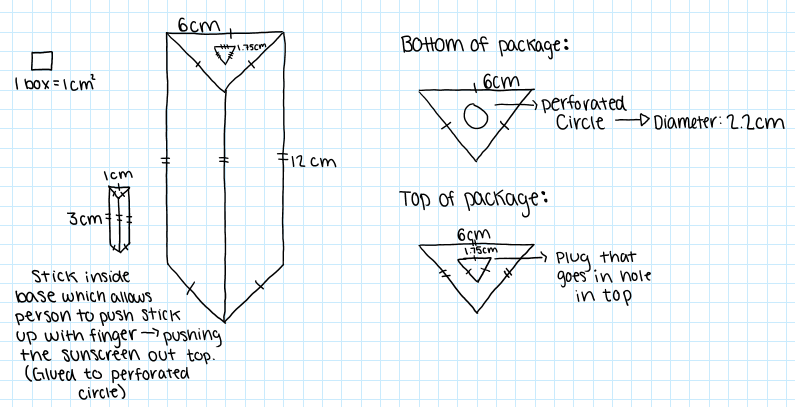 6cm
1.75cm
1 box = 1cm²
12 cm
1cm
3cm
Stick inside
base which allows
person to push stick
up with finger → pushing
the sunscreen out top.
(Glued to perforated
circle)
Bottom of package:
6cm
perforated
Circle → Diameter: 2.2cm
Top of package:
6cm
1.75cm
Plug that
goes in hole
in top